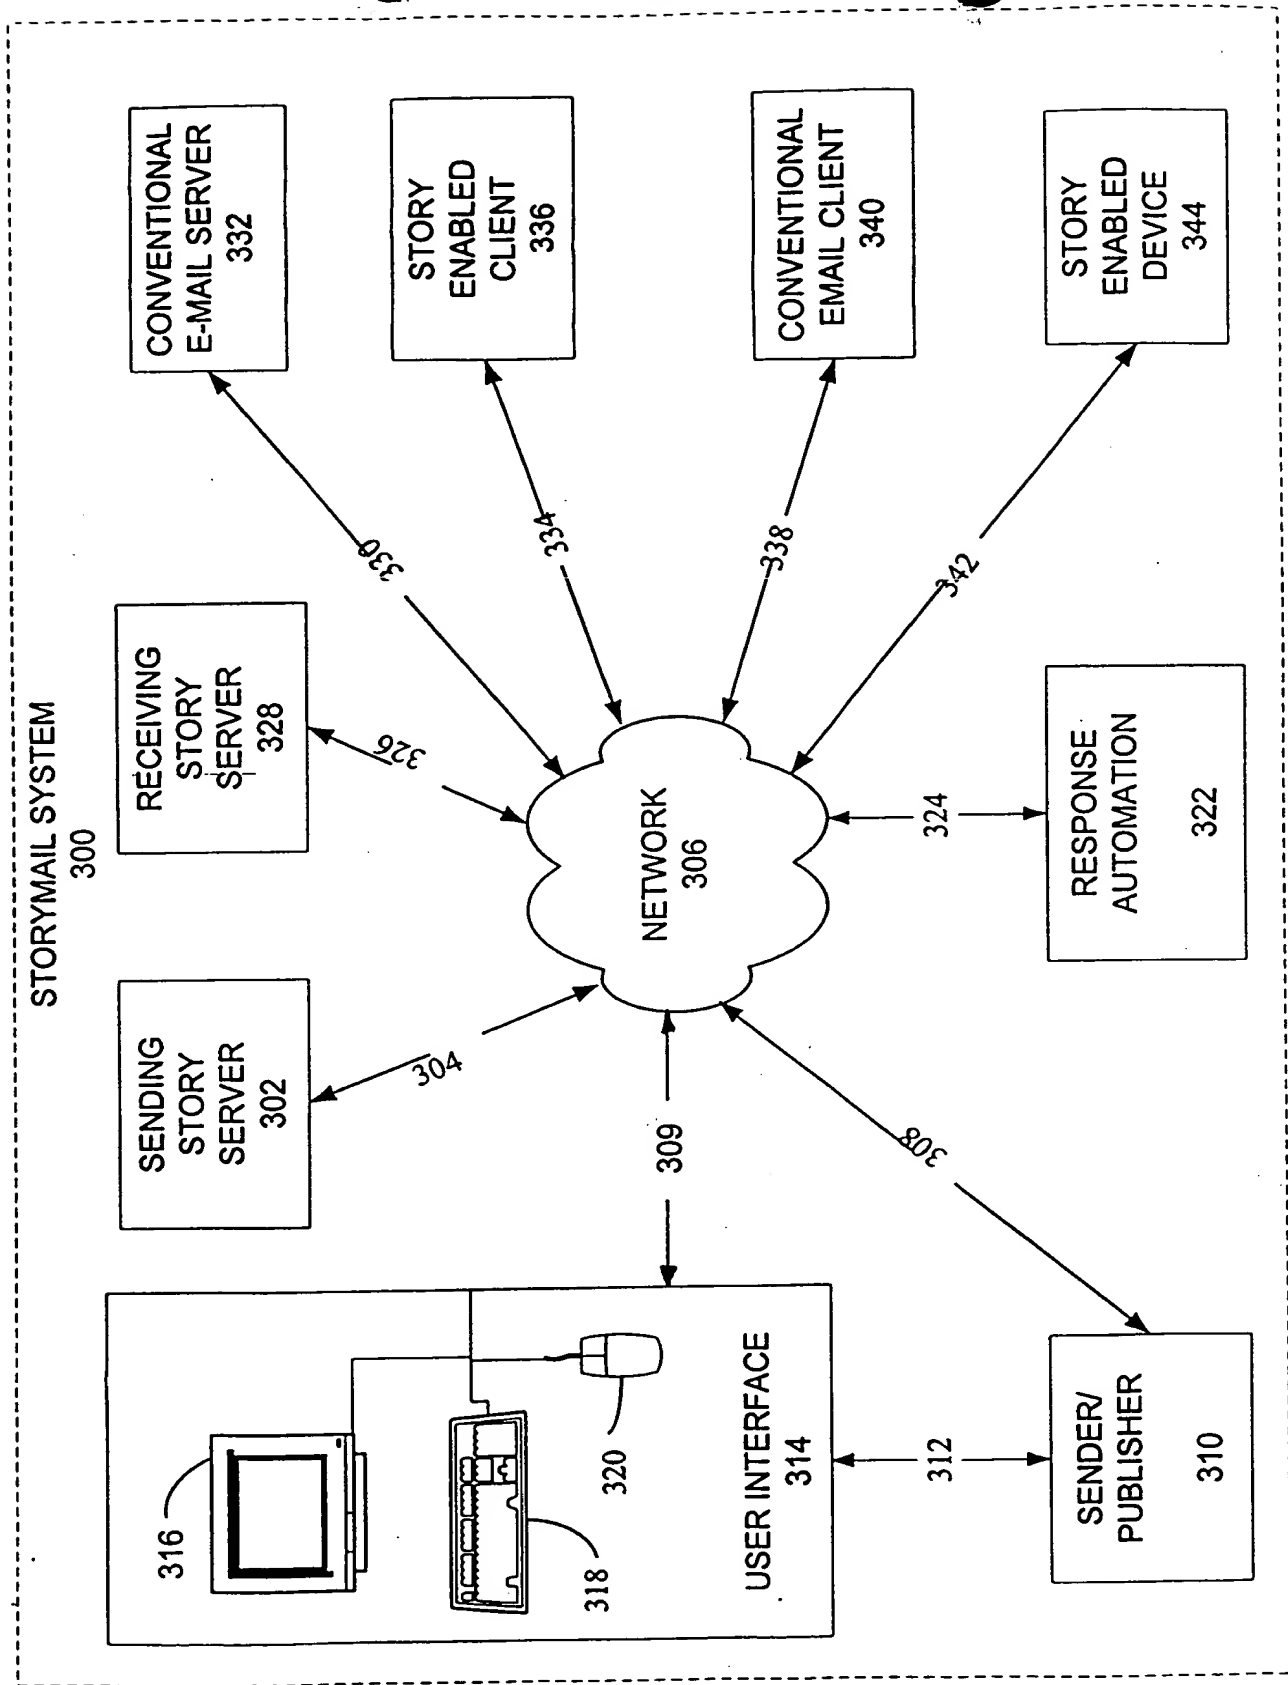 STORYMAIL SYSTEM
300
SENDING
STORY
SERVER
302
RECEIVING
STORY
SERVER
328
CONVENTIONAL
E-MAIL SERVER
332
STORY
ENABLED
CLIENT
336
CONVENTIONAL
EMAIL CLIENT
340
STORY
ENABLED
DEVICE
344
304
326
330
334
338
342
NETWORK
306
309
308
324
316
318
320
USER INTERFACE
314
312
SENDER/
PUBLISHER
310
RESPONSE
AUTOMATION
322